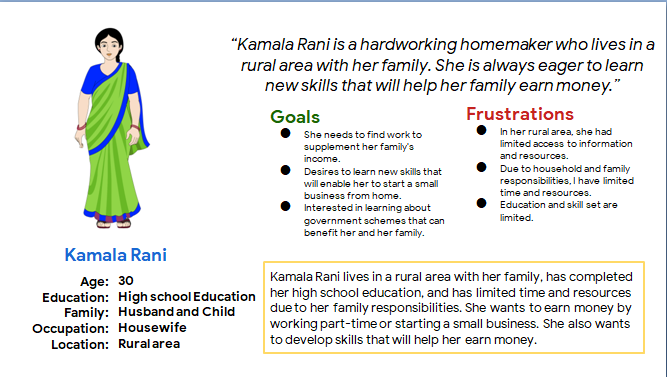 “Kamala Rani is a hardworking homemaker who lives in a
rural area with her family. She is always eager to learn
new skills that will help her family earn money.”
Goals
● She needs to find work to
supplement her family's
income.
● Desires to learn new skills that
will enable her to start a small
business from home.
● Interested in learning about
government schemes that can
benefit her and her family.
Frustrations
● In her rural area, she had
limited access to information
and resources.
● Due to household and family
responsibilities, I have limited
time and resources.
● Education and skill set are
limited.
Kamala Rani
Age: 30
Education: High school Education
Family: Husband and Child
Occupation: Housewife
Location: Rural area
Kamala Rani lives in a rural area with her family, has completed
her high school education, and has limited time and resources
due to her family responsibilities. She wants to earn money by
working part-time or starting a small business. She also wants
to develop skills that will help her earn money.